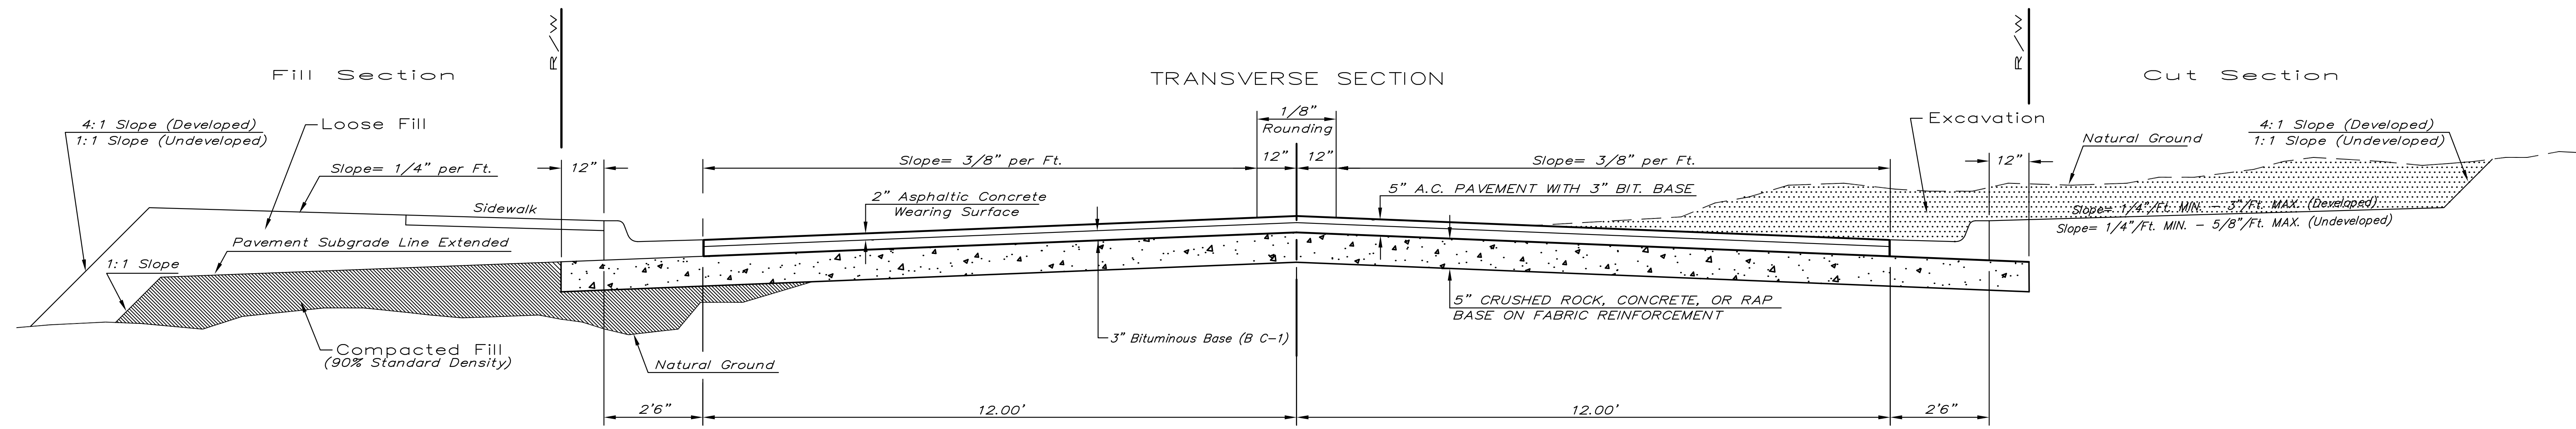 R/W
R/W
Fill Section
TRANSVERSE SECTION
Cut Section
4:1 Slope (Developed)
1:1 Slope (Undeveloped)
Loose Fill
1/8"
Rounding
Excavation
Natural Ground
4:1 Slope (Developed)
1:1 Slope (Undeveloped)
Slope= 1/4" per Ft.
12"
Slope= 3/8" per Ft.
12"
12"
Slope= 3/8" per Ft.
12"
Sidewalk
2" Asphaltic Concrete
Wearing Surface
5" A.C. PAVEMENT WITH 3" BIT. BASE
Slope= 1/4"/Ft. MIN. - 3"/Ft. MAX. (Developed)
Slope= 1/4"/Ft. MIN. - 5/8"/Ft. MAX. (Undeveloped)
Pavement Subgrade Line Extended
1:1 Slope
5" CRUSHED ROCK, CONCRETE, OR RAP
BASE ON FABRIC REINFORCEMENT
3" Bituminous Base (B C-1)
Compacted Fill
(90% Standard Density)
Natural Ground
2'6"
12.00'
12.00'
2'6"